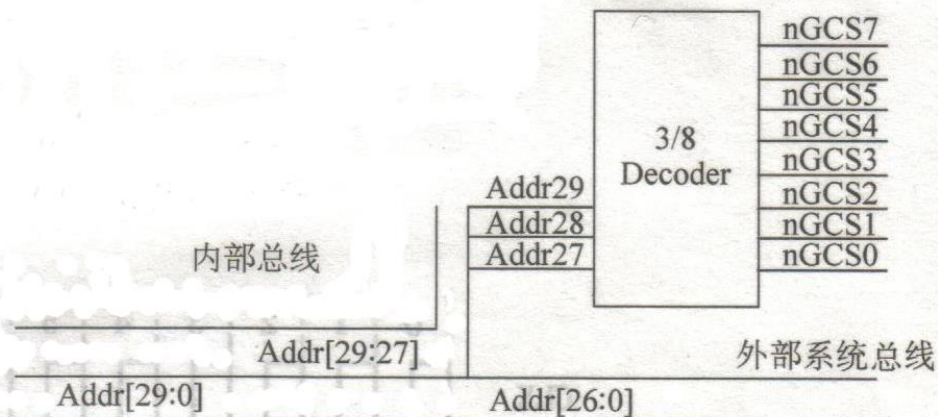 nGCS7
nGCS6
nGCS5
nGCS4
3/8
Decoder
nGCS3
Addr29
nGCS2
Addr28
nGCS1
Addr27
nGCS0
内部总线
Addr[29:27]
外部系统总线
Addr[29:0]
Addr[26:0]